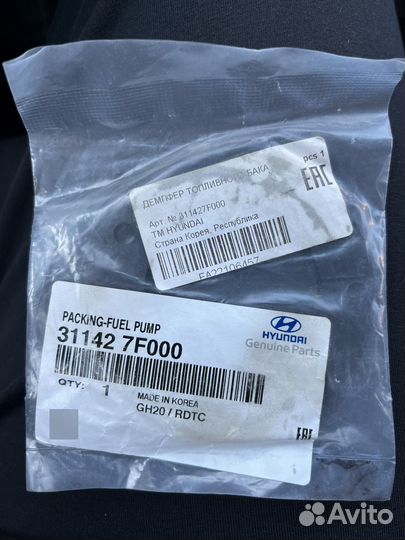 ДЕМПФЕР ТОПЛИВНОГО БАКА
Арт. № 311427F000
ТМ HYUNDAI
Страна Корея, Республика
pcs 1
EAC
FA22106457
PACKING-FUEL PUMP
31142 7F000
HYUNDAI
Genuine Parts
QTY: 1
MADE IN KOREA
GH20 / RDTC
EAC
Avito